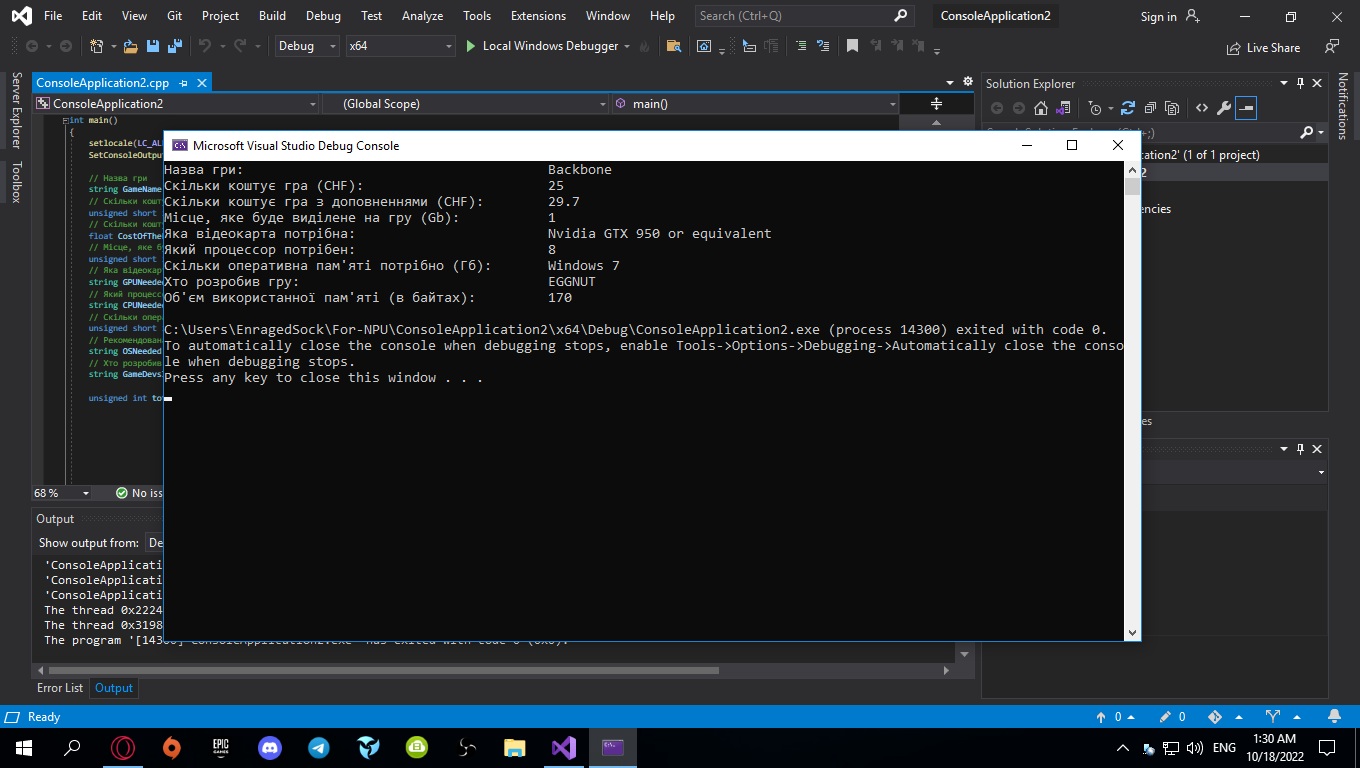 File Edit View Git Project Build Debug Test Analyze Tools Extensions Window Help Search (Ctrl+Q) ConsoleApplication2 Sign in
Debug x64 Local Windows Debugger Live Share
Server Explorer
Toolbox
ConsoleApplication2.cpp
ConsoleApplication2 (Global Scope) main()
int main()
{
setlocale(LC_AL
SetConsoleOutpu
// Назва гри
string GameName
// Скільки кошту
unsigned short
// Скільки кошту
float CostOfThe
// Місце, яке б
unsigned short
// Яка відеокар
string GPUNeede
// Який процесс
string CPUNeede
// Скільки опер
unsigned short
// Рекомендован
string OSNeeded
// Хто розробив
string GameDevs
unsigned int to
68 % No iss
Microsoft Visual Studio Debug Console
Назва гри: Backbone
Скільки коштує гра (CHF): 25
Скільки коштує гра з доповненнями (CHF): 29.7
Місце, яке буде виділене на гру (Gb): 1
Яка відеокарта потрібна: Nvidia GTX 950 or equivalent
Який процессор потрібен: 8
Скільки оперативна пам'яті потрібно (Гб): Windows 7
Хто розробив гру: EGGNUT
Об'єм використанної пам'яті (в байтах): 170
C:\Users\EnragedSock\For-NPU\ConsoleApplication2\x64\Debug\ConsoleApplication2.exe (process 14300) exited with code 0.
To automatically close the console when debugging stops, enable Tools->Options->Debugging->Automatically close the conso
le when debugging stops.
Press any key to close this window . . .
Solution Explorer
ication2' (1 of 1 project)
2
encies
es
Notifications
Output
Show output from: De
'ConsoleApplicati
'ConsoleApplicati
'ConsoleApplicati
The thread 0x2224
The thread 0x3198
The program '[14300] ConsoleApplication2.exe' has exited with code 0 (0x0).
Error List Output
Ready 0 0
EPIC GAMES
ENG
1:30 AM
10/18/2022